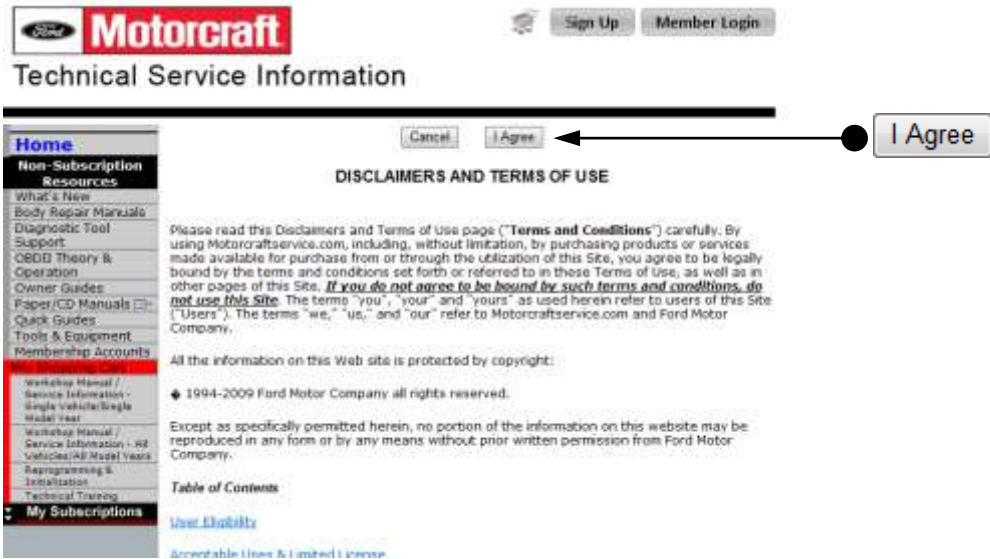 Ford Motorcraft
Sign Up Member Login
Technical Service Information
Cancel I Agree
I Agree
Home
Non-Subscription
Resources
What's New
Body Repair Manuals
Diagnostic Tool
Support
OBDII Theory &
Operation
Owner Guides
Paper/CD Manuals
Quick Guides
Tools & Equipment
Membership Accounts
My Shopping Cart
Workshop Manual /
Service Information -
Single Vehicle/Single
Model Year
Workshop Manual /
Service Information - All
Vehicles/All Model Years
Reprogramming &
Initialization
Technical Training
My Subscriptions
DISCLAIMERS AND TERMS OF USE
Please read this Disclaimers and Terms of Use page ("Terms and Conditions") carefully. By
using Motorcraftservice.com, including, without limitation, by purchasing products or services
made available for purchase from or through the utilization of this Site, you agree to be legally
bound by the terms and conditions set forth or referred to in these Terms of Use, as well as in
other pages of this Site. If you do not agree to be bound by such terms and conditions, do
not use this Site. The terms "you", "your" and "yours" as used herein refer to users of this Site
("Users"). The terms "we," "us," and "our" refer to Motorcraftservice.com and Ford Motor
Company.
All the information on this Web site is protected by copyright:
� 1994-2009 Ford Motor Company all rights reserved.
Except as specifically permitted herein, no portion of the information on this website may be
reproduced in any form or by any means without prior written permission from Ford Motor
Company.
Table of Contents
User Eligibility
Acceptable Uses & Limited License